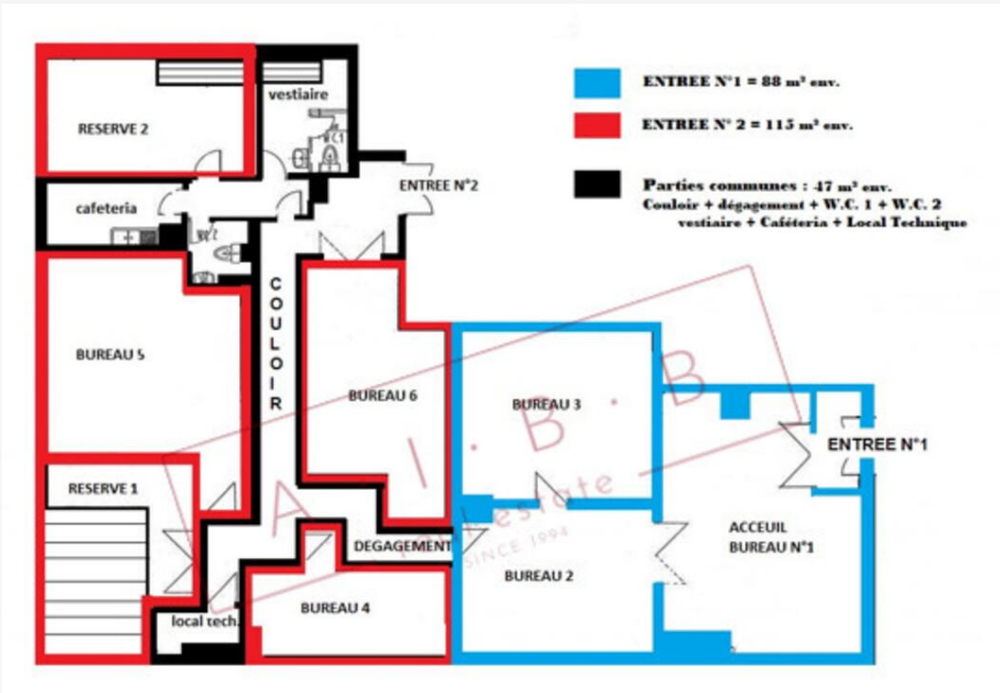 ENTREE N°1 = 88 m² env.
ENTREE N° 2 = 115 m² env.
Parties communes : 47 m² env.
Couloir + dégagement + W.C. 1 + W.C. 2
vestiaire + Caféteria + Local Technique
vestiaire
RESERVE 2
ENTREE N°2
cafeteria
COULOIR
BUREAU 5
BUREAU 6
BUREAU 3
ENTREE N°1
RESERVE 1
ACCEUIL
BUREAU N°1
DEGAGEMENT
BUREAU 2
BUREAU 4
local tech.
A . I . B . B
real estate
SINCE 1994